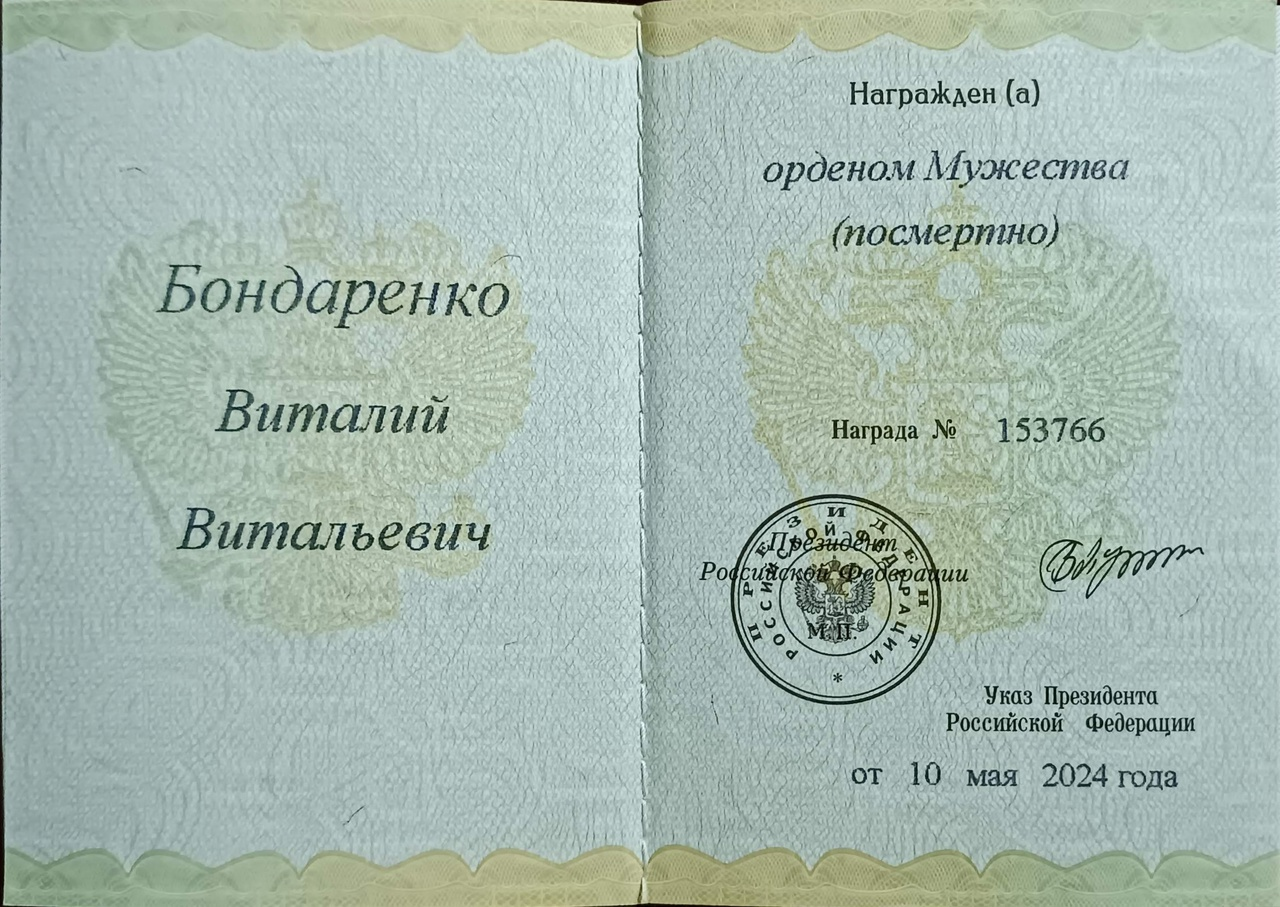 Бондаренко
Виталий
Витальевич
Награжден (а)
орденом Мужества
(посмертно)
Награда № 153766
Президент
Российской Федерации
М.П.
ПРЕЗИДЕНТ
РОССИЙСКОЙ ФЕДЕРАЦИИ
Указ Президента
Российской Федерации
от 10 мая 2024 года